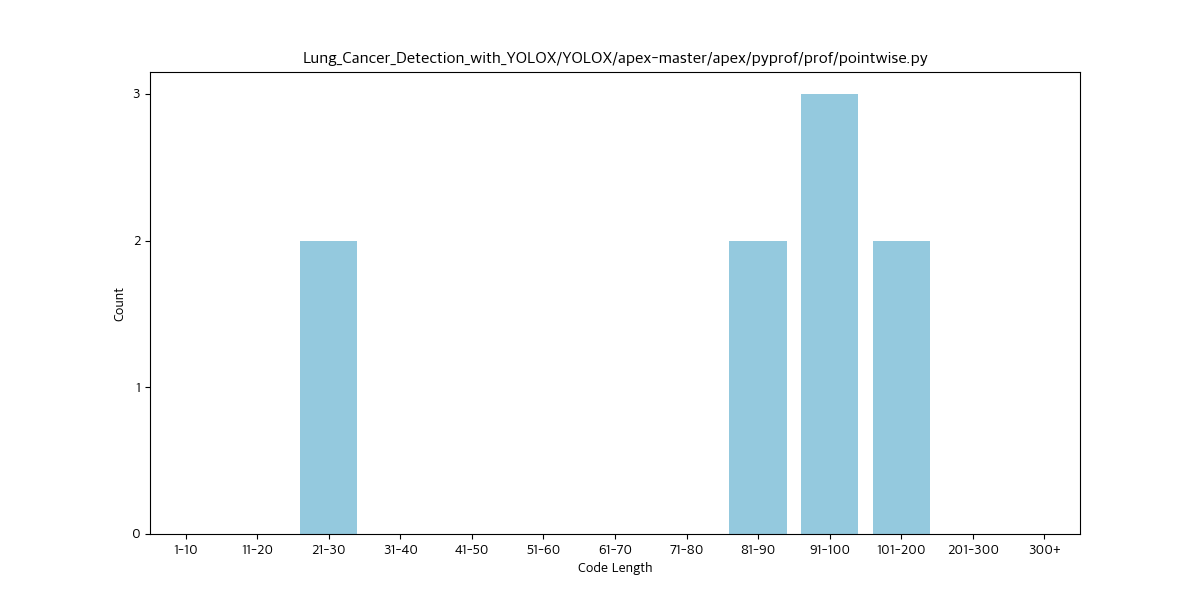 Lung_Cancer_Detection_with_YOLOX/YOLOX/apex-master/apex/pyprof/prof/pointwise.py
3
2
1
0
Count
1-10 11-20 21-30 31-40 41-50 51-60 61-70 71-80 81-90 91-100 101-200 201-300 300+
Code Length